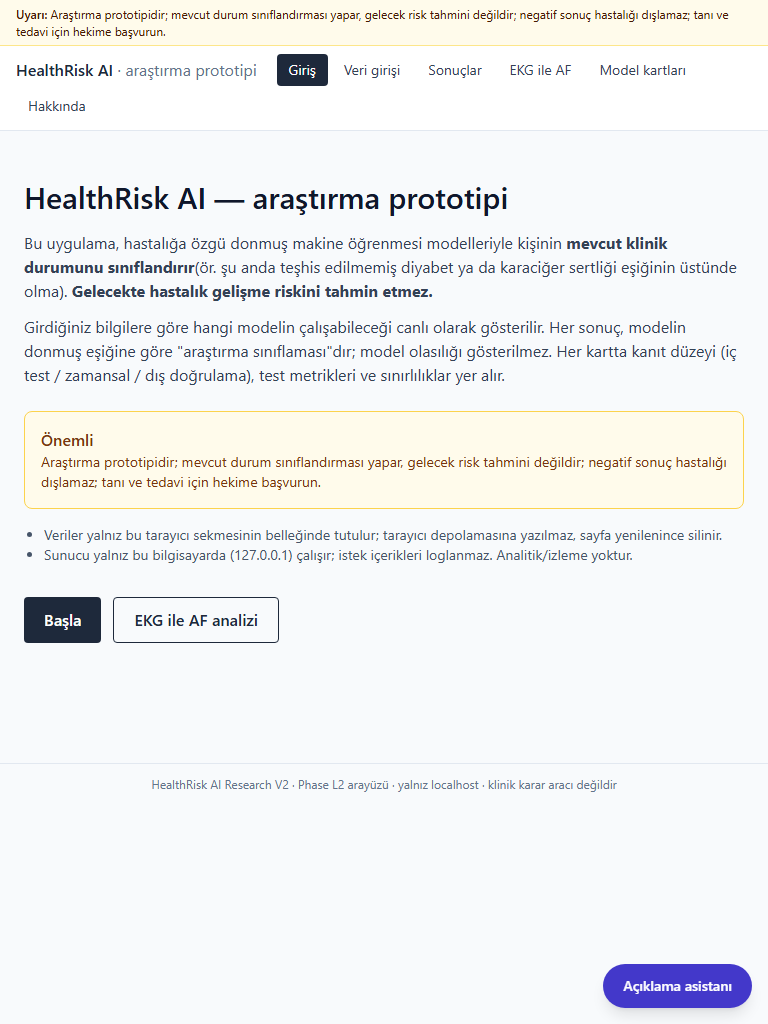 Uyarı: Araştırma prototipidir; mevcut durum sınıflandırması yapar, gelecek risk tahmini değildir; negatif sonuç hastalığı dışlamaz; tanı ve
tedavi için hekime başvurun.
HealthRisk AI · araştırma prototipi
Giriş
Veri girişi
Sonuçlar
EKG ile AF
Model kartları
Hakkında
HealthRisk AI — araştırma prototipi
Bu uygulama, hastalığa özgü donmuş makine öğrenmesi modelleriyle kişinin mevcut klinik
durumunu sınıflandırır(ör. şu anda teşhis edilmemiş diyabet ya da karaciğer sertliği eşiğinin üstünde
olma). Gelecekte hastalık gelişme riskini tahmin etmez.
Girdiğiniz bilgilere göre hangi modelin çalışabileceği canlı olarak gösterilir. Her sonuç, modelin
donmuş eşiğine göre "araştırma sınıflaması"dır; model olasılığı gösterilmez. Her kartta kanıt düzeyi (iç
test / zamansal / dış doğrulama), test metrikleri ve sınırlılıklar yer alır.
Önemli
Araştırma prototipidir; mevcut durum sınıflandırması yapar, gelecek risk tahmini değildir; negatif sonuç hastalığı
dışlamaz; tanı ve tedavi için hekime başvurun.
• Veriler yalnız bu tarayıcı sekmesinin belleğinde tutulur; tarayıcı depolamasına yazılmaz, sayfa yenilenince silinir.
• Sunucu yalnız bu bilgisayarda (127.0.0.1) çalışır; istek içerikleri loglanmaz. Analitik/izleme yoktur.
Başla
EKG ile AF analizi
HealthRisk AI Research V2 · Phase L2 arayüzü · yalnız localhost · klinik karar aracı değildir
Açıklama asistanı